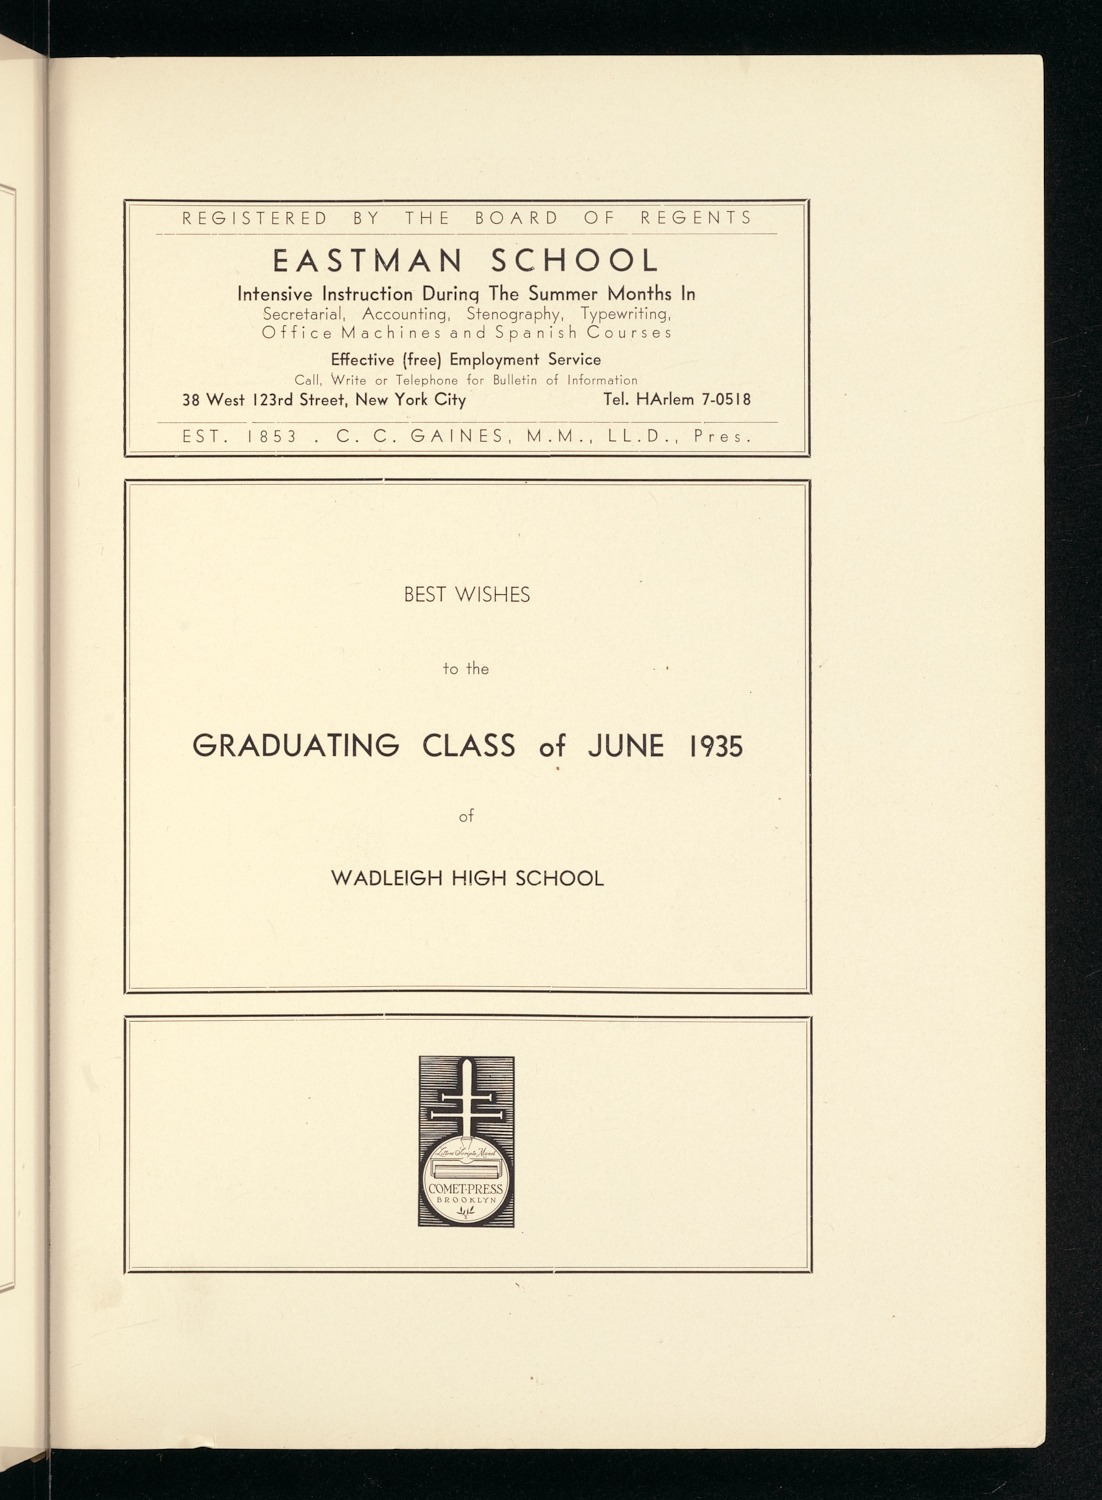 REGISTERED BY THE BOARD OF REGENTS
EASTMAN SCHOOL
Intensive Instruction During The Summer Months In
Secretarial, Accounting, Stenography, Typewriting,
Office Machines and Spanish Courses
Effective (free) Employment Service
Call, Write or Telephone for Bulletin of Information
38 West 123rd Street, New York City Tel. HArlem 7-0518
EST. 1853 . C. C. GAINES, M.M., LL.D., Pres.
BEST WISHES
to the
GRADUATING CLASS of JUNE 1935
of
WADLEIGH HIGH SCHOOL
Littera Scripta Manet
COMET-PRESS
BROOKLYN